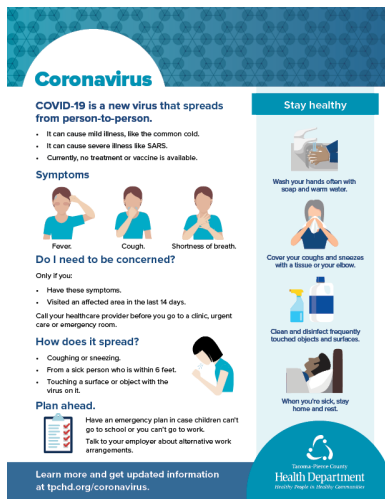 Coronavirus
COVID-19 is a new virus that spreads
from person-to-person.
• It can cause mild illness, like the common cold.
• It can cause severe illness like SARS.
• Currently, no treatment or vaccine is available.
Symptoms
Fever.
Cough.
Shortness of breath.
Do I need to be concerned?
Only if you:
• Have these symptoms.
• Visited an affected area in the last 14 days.
Call your healthcare provider before you go to a clinic, urgent
care or emergency room.
How does it spread?
• Coughing or sneezing.
• From a sick person who is within 6 feet.
• Touching a surface or object with the
virus on it.
Plan ahead.
Have an emergency plan in case children can't
go to school or you can't go to work.
Talk to your employer about alternative work
arrangements.
Stay healthy
Wash your hands often with
soap and warm water.
Cover your coughs and sneezes
with a tissue or your elbow.
Clean and disinfect frequently
touched objects and surfaces.
When you're sick, stay
home and rest.
Learn more and get updated information
at tpchd.org/coronavirus.
Tacoma-Pierce County
Health Department
Healthy People in Healthy Communities